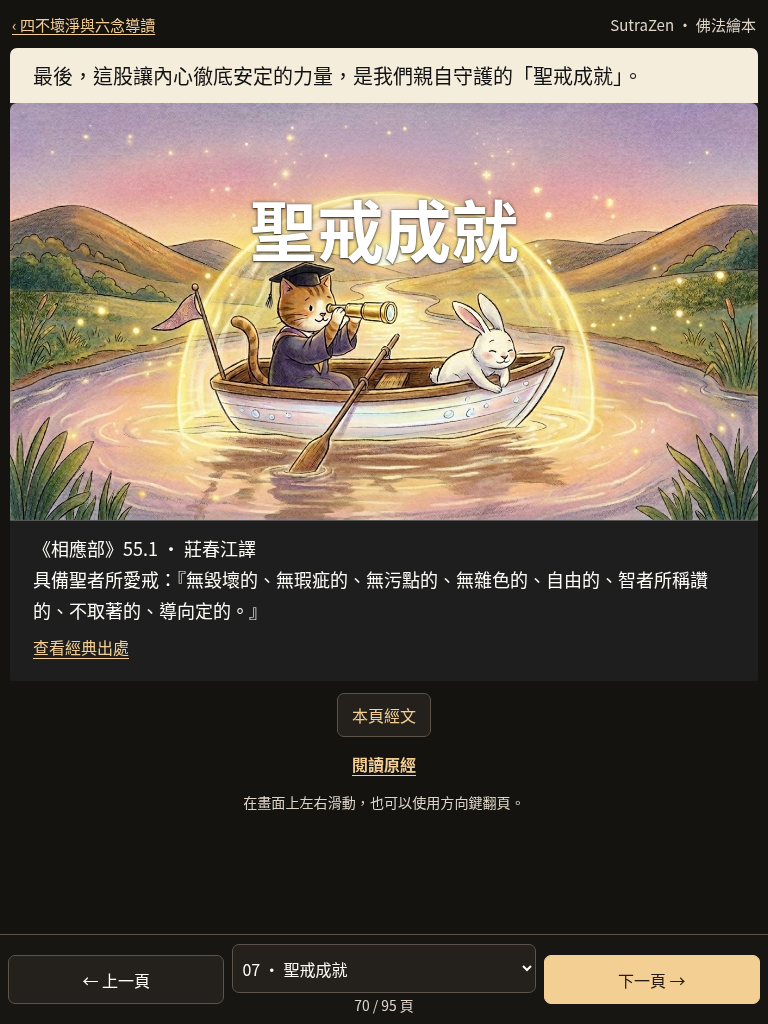 ‹ 四不壞淨與六念導讀
SutraZen · 佛法繪本
最後，這股讓內心徹底安定的力量，是我們親自守護的「聖戒成就」。
聖戒成就
《相應部》55.1 · 莊春江譯
具備聖者所愛戒：『無毀壞的、無瑕疵的、無污點的、無雜色的、自由的、智者所稱讚
的、不取著的、導向定的。』
查看經典出處
本頁經文
閱讀原經
在畫面上左右滑動，也可以使用方向鍵翻頁。
← 上一頁
07 · 聖戒成就
下一頁 →
70 / 95 頁